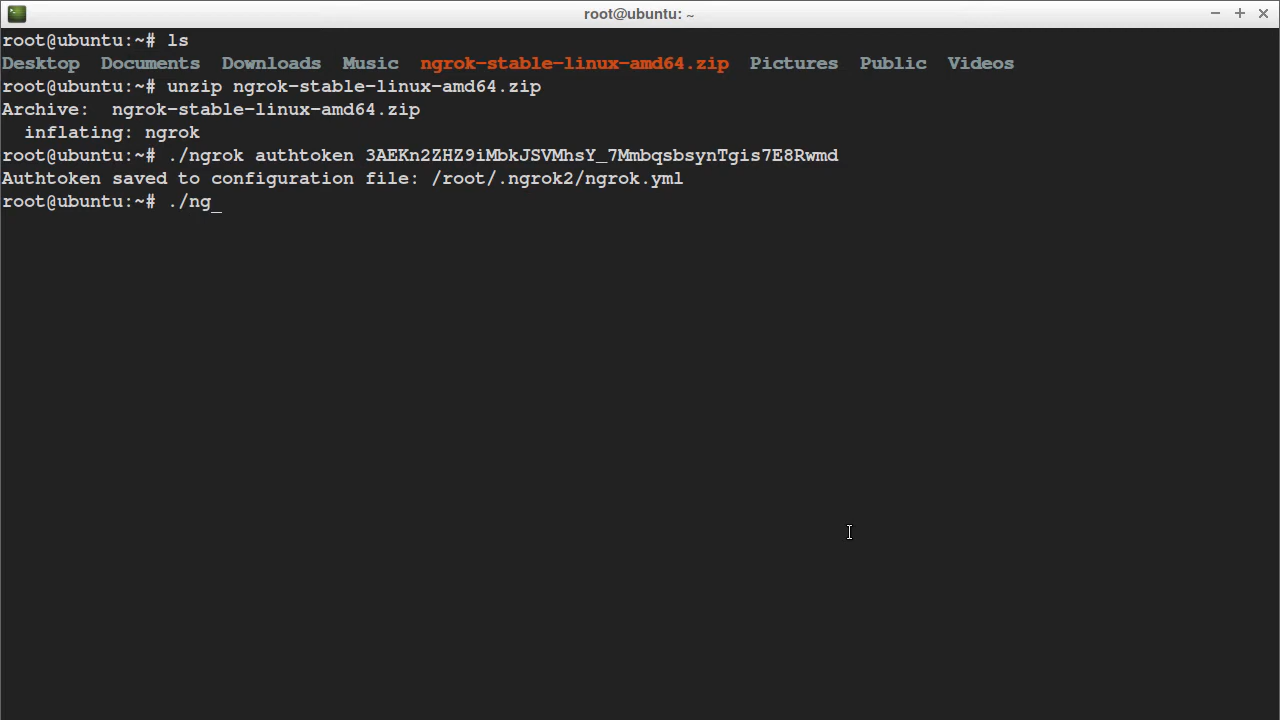 root@ubuntu: ~
root@ubuntu:~# ls
Desktop Documents Downloads Music ngrok-stable-linux-amd64.zip Pictures Public Videos
root@ubuntu:~# unzip ngrok-stable-linux-amd64.zip
Archive:  ngrok-stable-linux-amd64.zip
  inflating: ngrok
root@ubuntu:~# ./ngrok authtoken 3AEKn2ZHZ9iMbkJSVMhsY_7MmbqsbsynTgis7E8Rwmd
Authtoken saved to configuration file: /root/.ngrok2/ngrok.yml
root@ubuntu:~# ./ng_